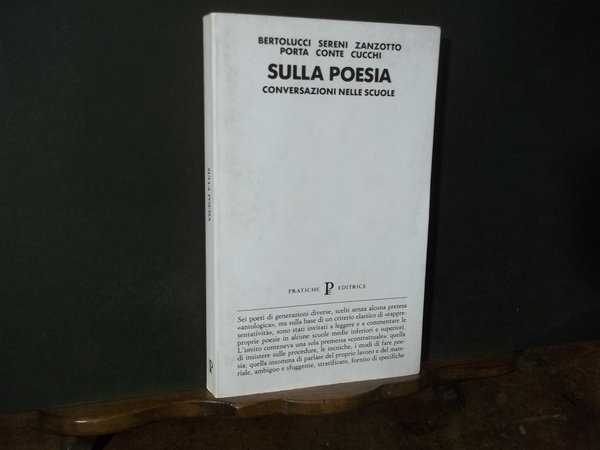 BERTOLUCCI SERENI ZANZOTTO
PORTA CONTE CUCCHI
SULLA POESIA
CONVERSAZIONI NELLE SCUOLE
SULLA POESIA
P
PRATICHE P EDITRICE
Sei poeti di generazioni diverse, scelti senza alcuna pretesa
«antologica», ma sulla base di un criterio elastico di «rappre-
sentatività», sono stati invitati a leggere e a commentare le
proprie poesie in alcune scuole medie inferiori e superiori.
L'invito conteneva una sola premessa «contrattuale»: quella
di insistere sulle procedure, le tecniche, i modi di fare poe-
sia; quella insomma di parlare del proprio lavoro e del mate-
riale, ambiguo e sfuggente, stratificato, fornito di specifiche